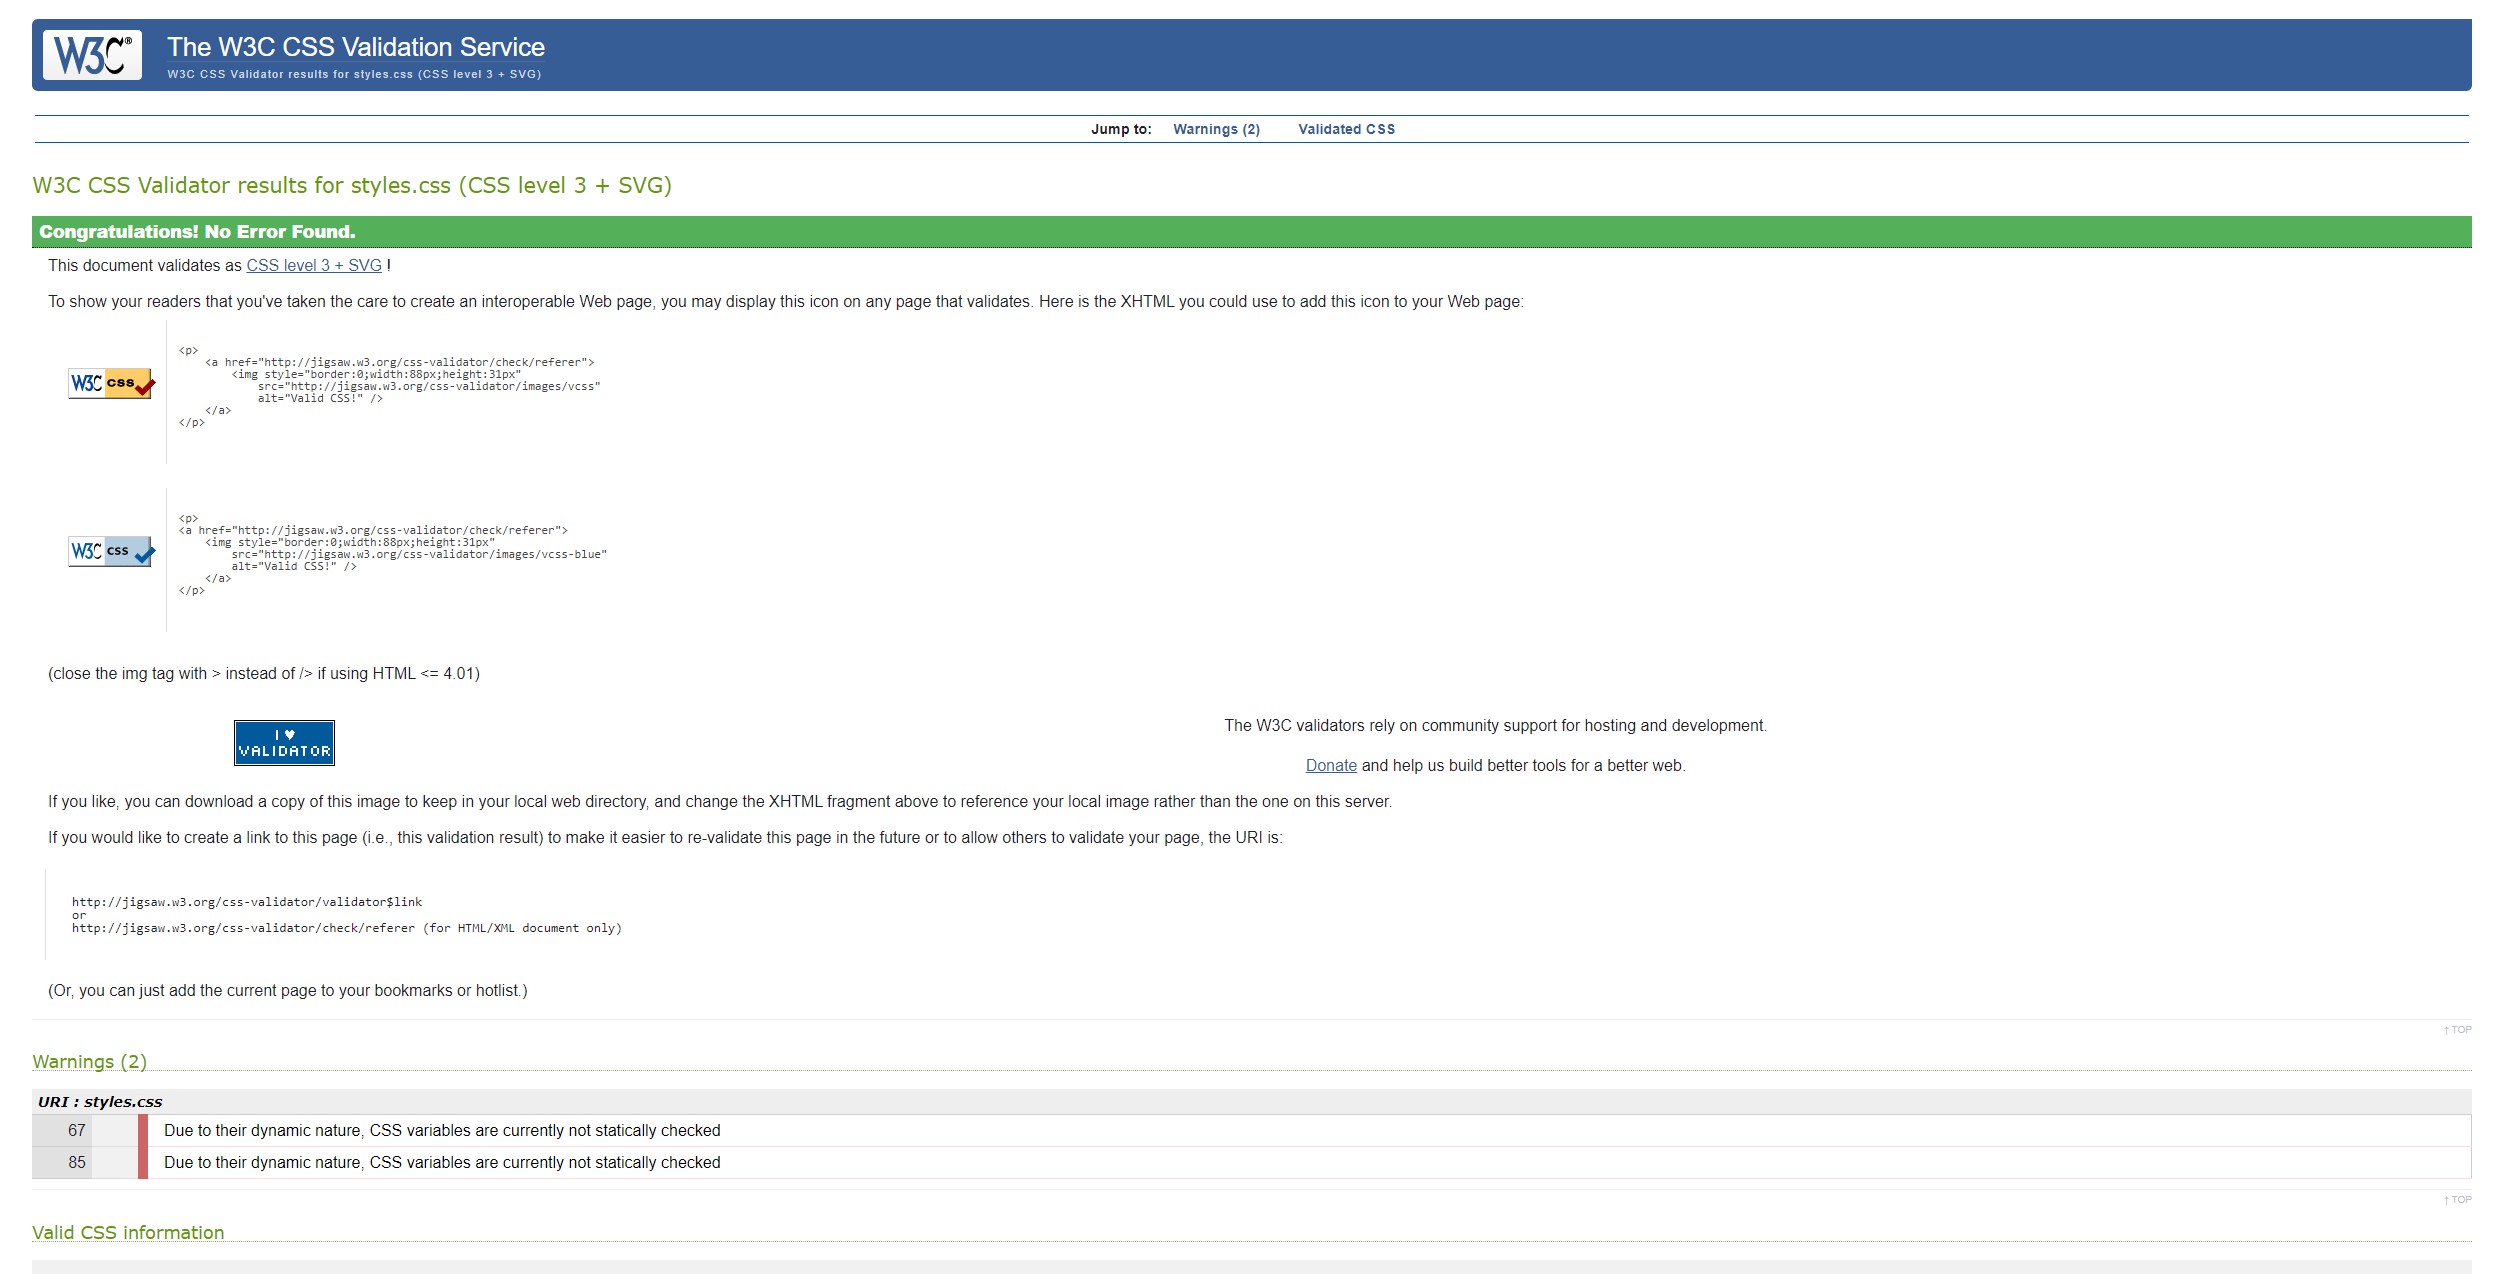 W3C®
The W3C CSS Validation Service
W3C CSS Validator results for styles.css (CSS level 3 + SVG)
Jump to: Warnings (2) Validated CSS
W3C CSS Validator results for styles.css (CSS level 3 + SVG)
Congratulations! No Error Found.
This document validates as CSS level 3 + SVG !
To show your readers that you've taken the care to create an interoperable Web page, you may display this icon on any page that validates. Here is the XHTML you could use to add this icon to your Web page:
W3C css
<p>
<a href="http://jigsaw.w3.org/css-validator/check/referer">
<img style="border:0;width:88px;height:31px"
src="http://jigsaw.w3.org/css-validator/images/vcss"
alt="Valid CSS!" />
</a>
</p>
W3C css
<p>
<a href="http://jigsaw.w3.org/css-validator/check/referer">
<img style="border:0;width:88px;height:31px"
src="http://jigsaw.w3.org/css-validator/images/vcss-blue"
alt="Valid CSS!" />
</a>
</p>
(close the img tag with > instead of /> if using HTML <= 4.01)
I ♥
VALIDATOR
The W3C validators rely on community support for hosting and development.
Donate and help us build better tools for a better web.
If you like, you can download a copy of this image to keep in your local web directory, and change the XHTML fragment above to reference your local image rather than the one on this server.
If you would like to create a link to this page (i.e., this validation result) to make it easier to re-validate this page in the future or to allow others to validate your page, the URI is:
http://jigsaw.w3.org/css-validator/validator$link
or
http://jigsaw.w3.org/css-validator/check/referer (for HTML/XML document only)
(Or, you can just add the current page to your bookmarks or hotlist.)
↑ TOP
Warnings (2)
URI : styles.css
67 Due to their dynamic nature, CSS variables are currently not statically checked
85 Due to their dynamic nature, CSS variables are currently not statically checked
↑ TOP
Valid CSS information